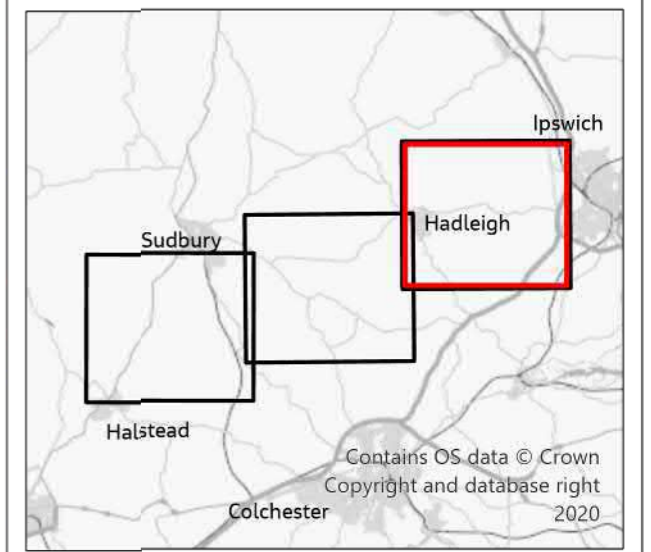 Ipswich
Hadleigh
Sudbury
Halstead
Contains OS data © Crown
Copyright and database right
2020
Colchester